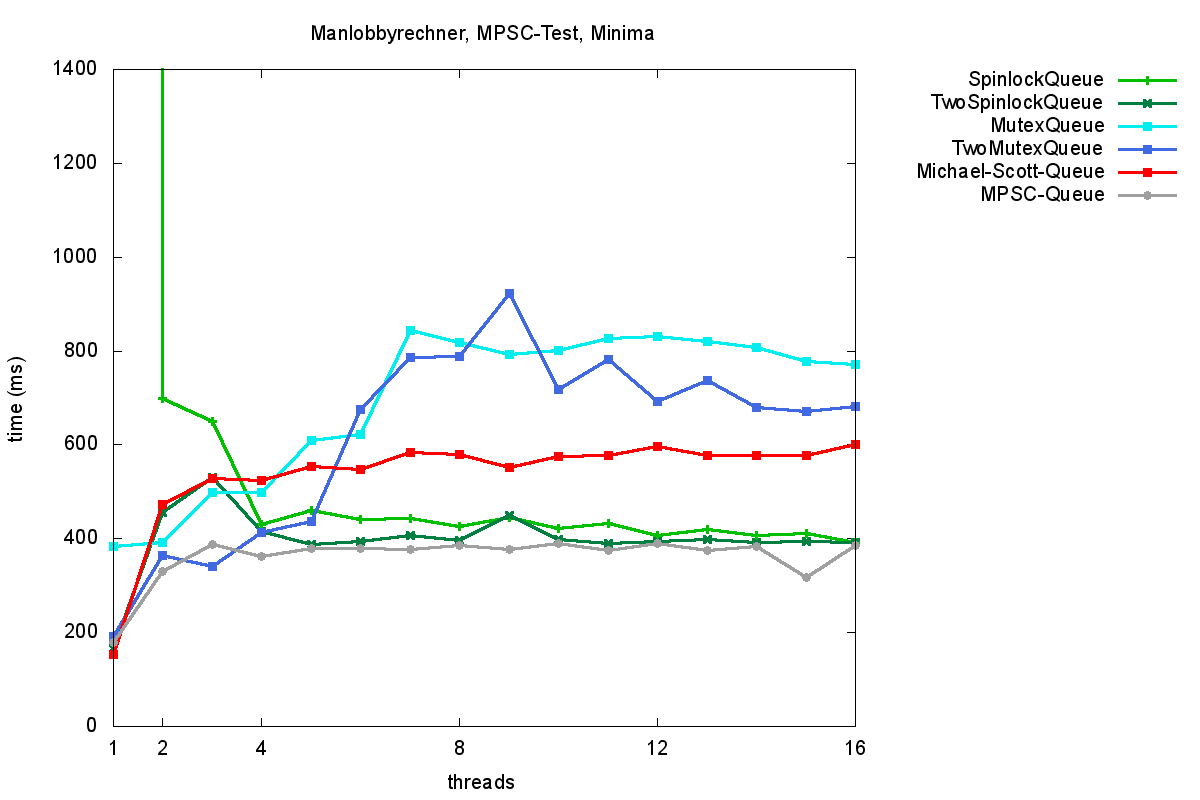 Manlobbyrechner, MPSC-Test, Minima
1400
1200
1000
800
600
400
200
0
time (ms)
1 2 4 8 12 16
threads
SpinlockQueue
TwoSpinlockQueue
MutexQueue
TwoMutexQueue
Michael-Scott-Queue
MPSC-Queue